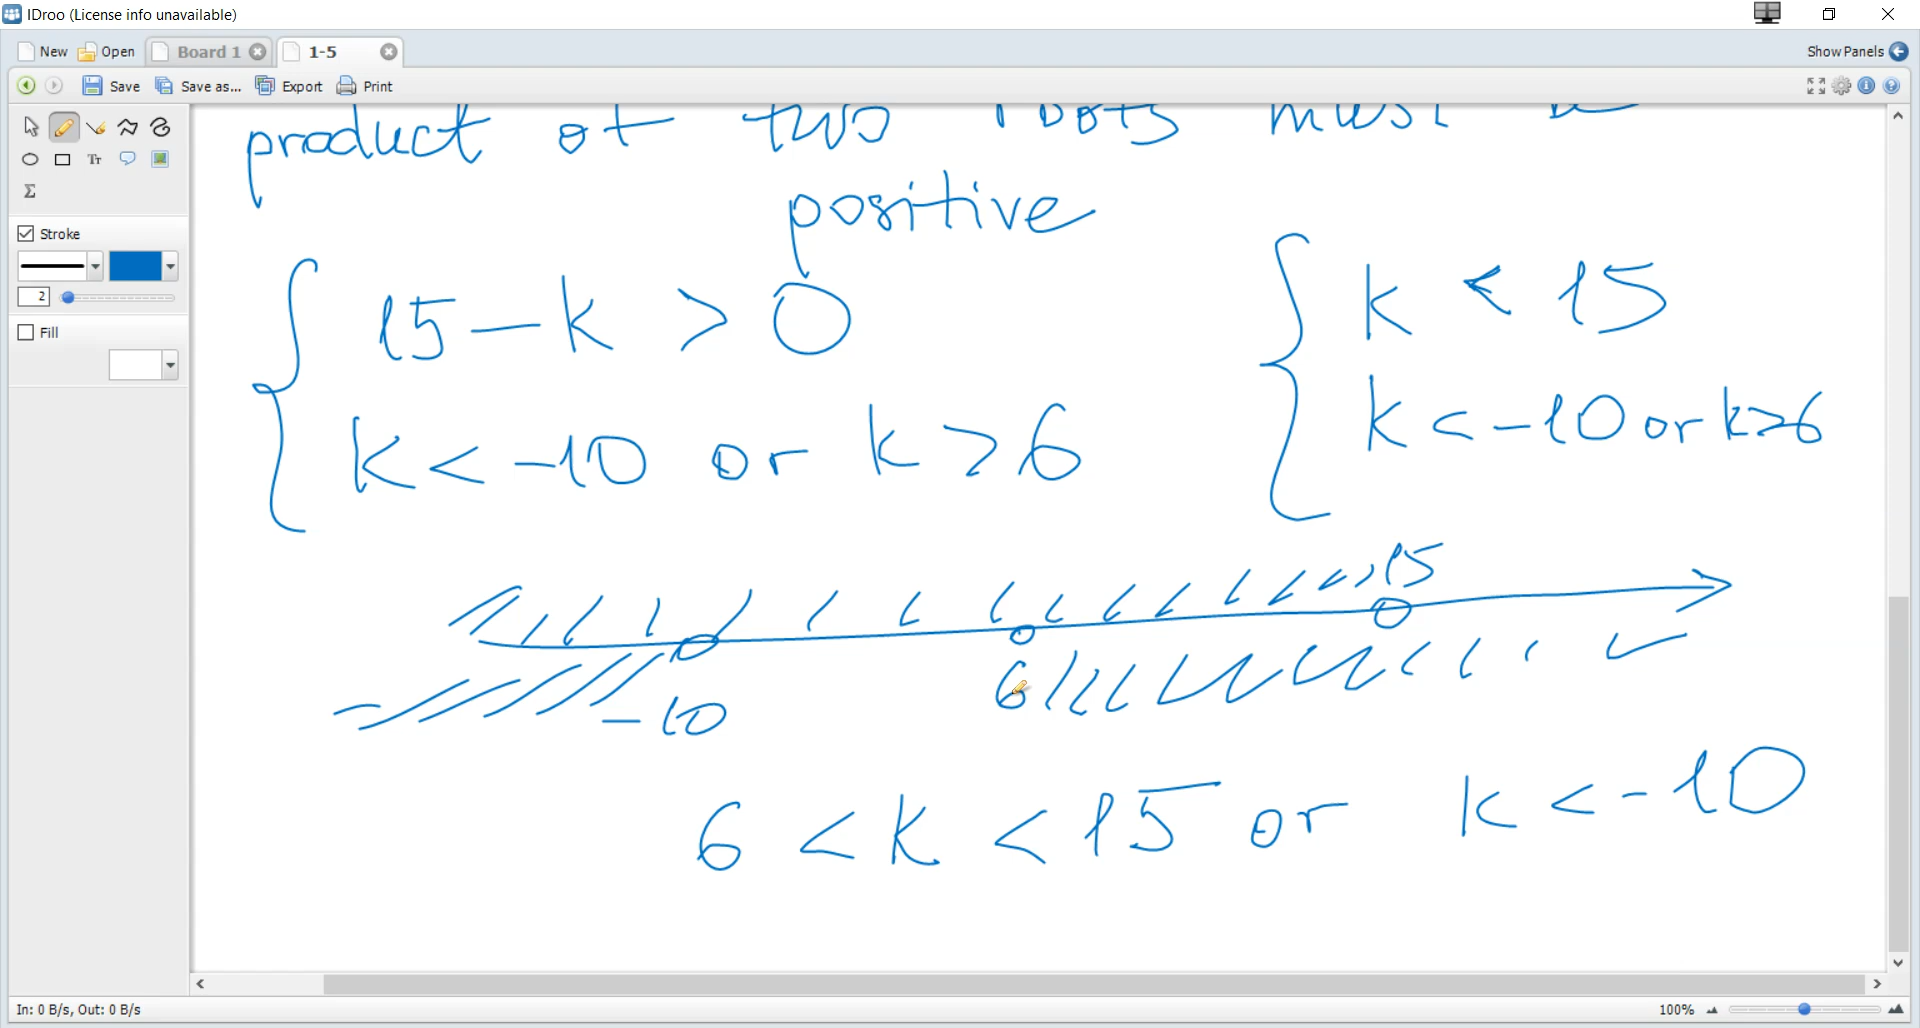 IDroo (License info unavailable)
New Open Board 1 1-5 Show Panels
Save Save as... Export Print
Tr
Σ
Stroke
2
Fill
product of two roots must be
positive
15 - k > 0
k < -10 or k > 6
k < 15
k < -10 or k > 6
15
-10
6
6 < k < 15 or k < -10
In: 0 B/s, Out: 0 B/s 100%